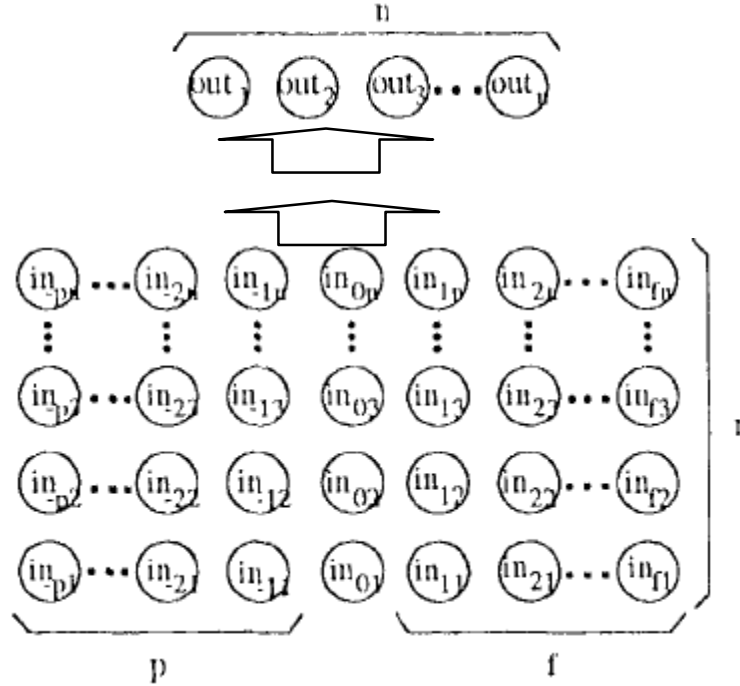 n
out1 out2 out3 ••• outn
in-pn ••• in-2n in-1n in0n in1n in2n ••• infn
in-p3 ••• in-23 in-13 in03 in13 in23 ••• inf3
in-p2 ••• in-22 in-12 in02 in12 in22 ••• inf2
in-p1 ••• in-21 in-11 in01 in11 in21 ••• inf1
p f